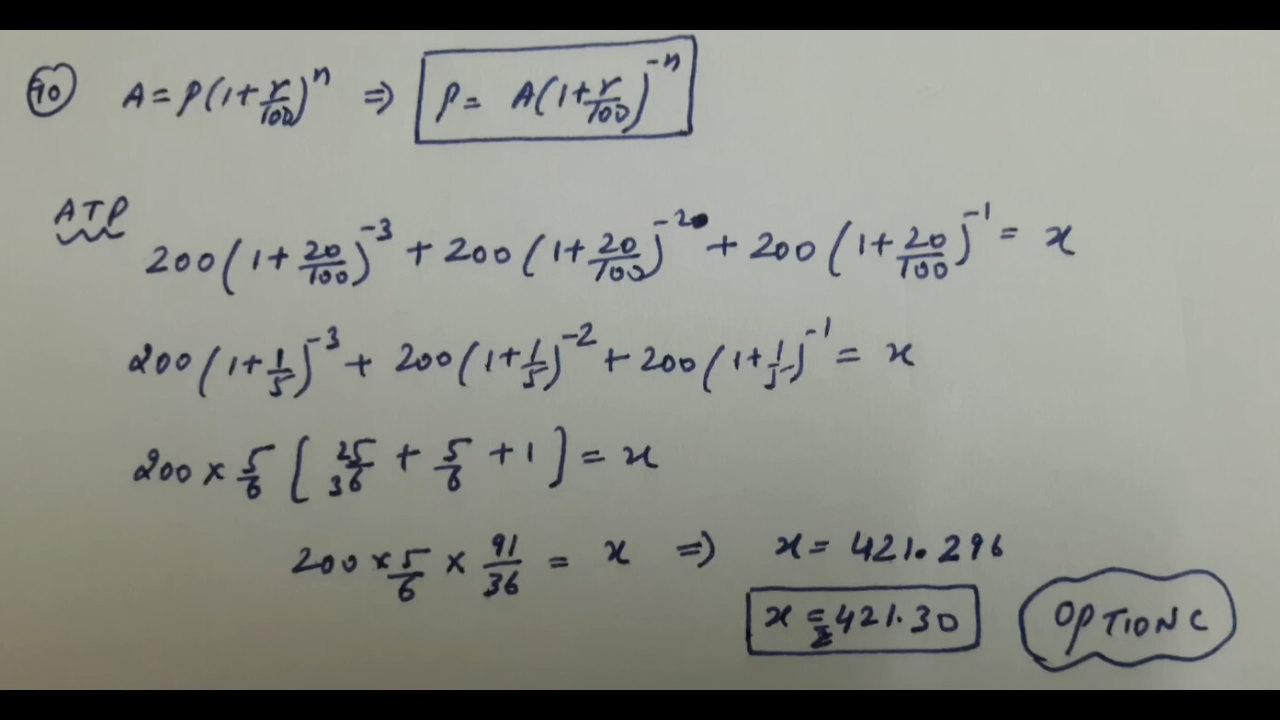 90 A = P(1+r/100)^n ⇒ P = A(1+r/100)^-n
ATP
200(1+20/100)^-3 + 200(1+20/100)^-2 + 200(1+20/100)^-1 = x
200(1+1/5)^-3 + 200(1+1/5)^-2 + 200(1+1/5)^-1 = x
200 × 5/6 [25/36 + 5/6 + 1] = x
200 × 5/6 × 91/36 = x ⇒ x = 421.296
x = 421.30 OPTION C